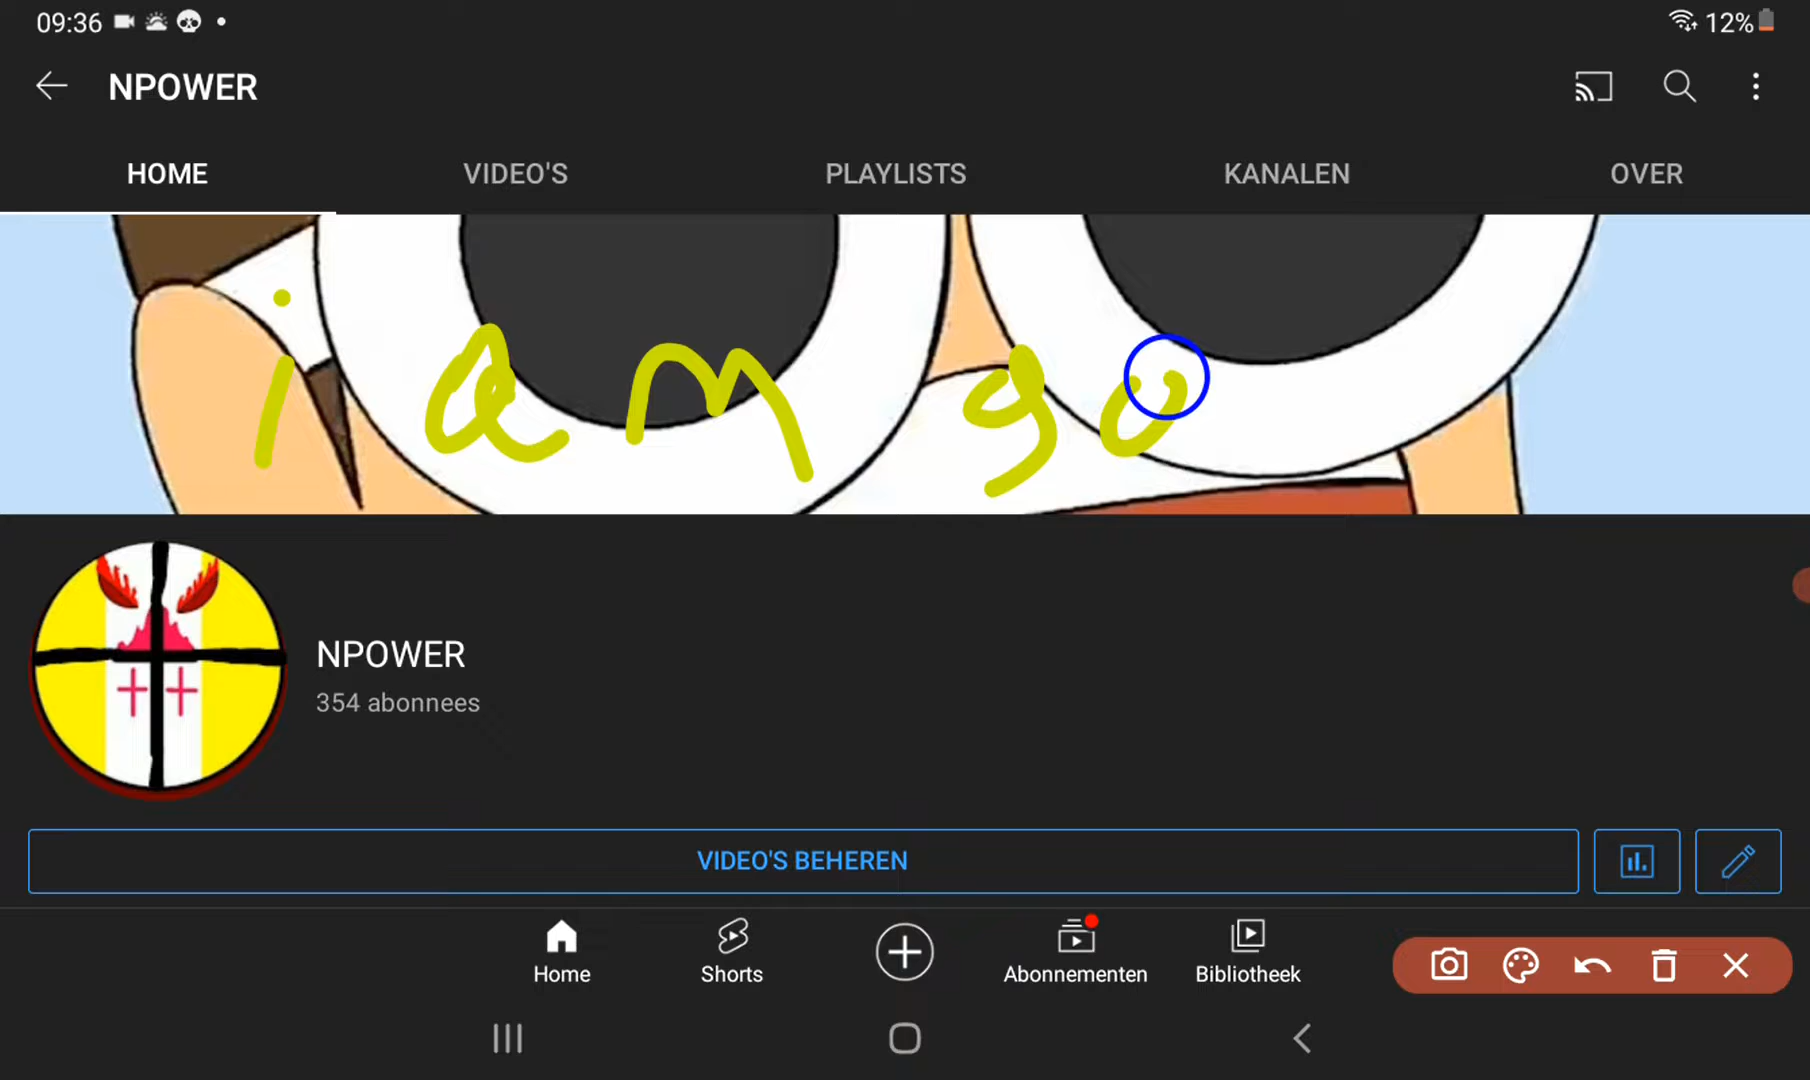 09:36
12%
NPOWER
HOME VIDEO'S PLAYLISTS KANALEN OVER
i am go
NPOWER
354 abonnees
VIDEO'S BEHEREN
Home Shorts Abonnementen Bibliotheek